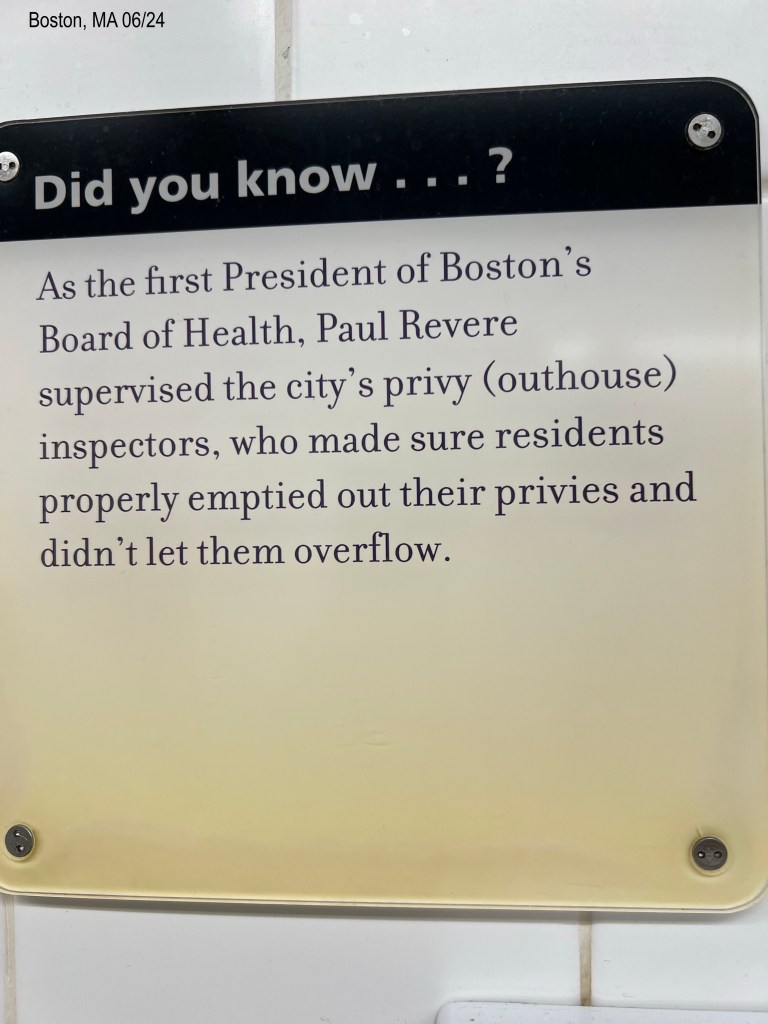 Boston, MA 06/24
Did you know . . . ?
As the first President of Boston’s
Board of Health, Paul Revere
supervised the city’s privy (outhouse)
inspectors, who made sure residents
properly emptied out their privies and
didn’t let them overflow.